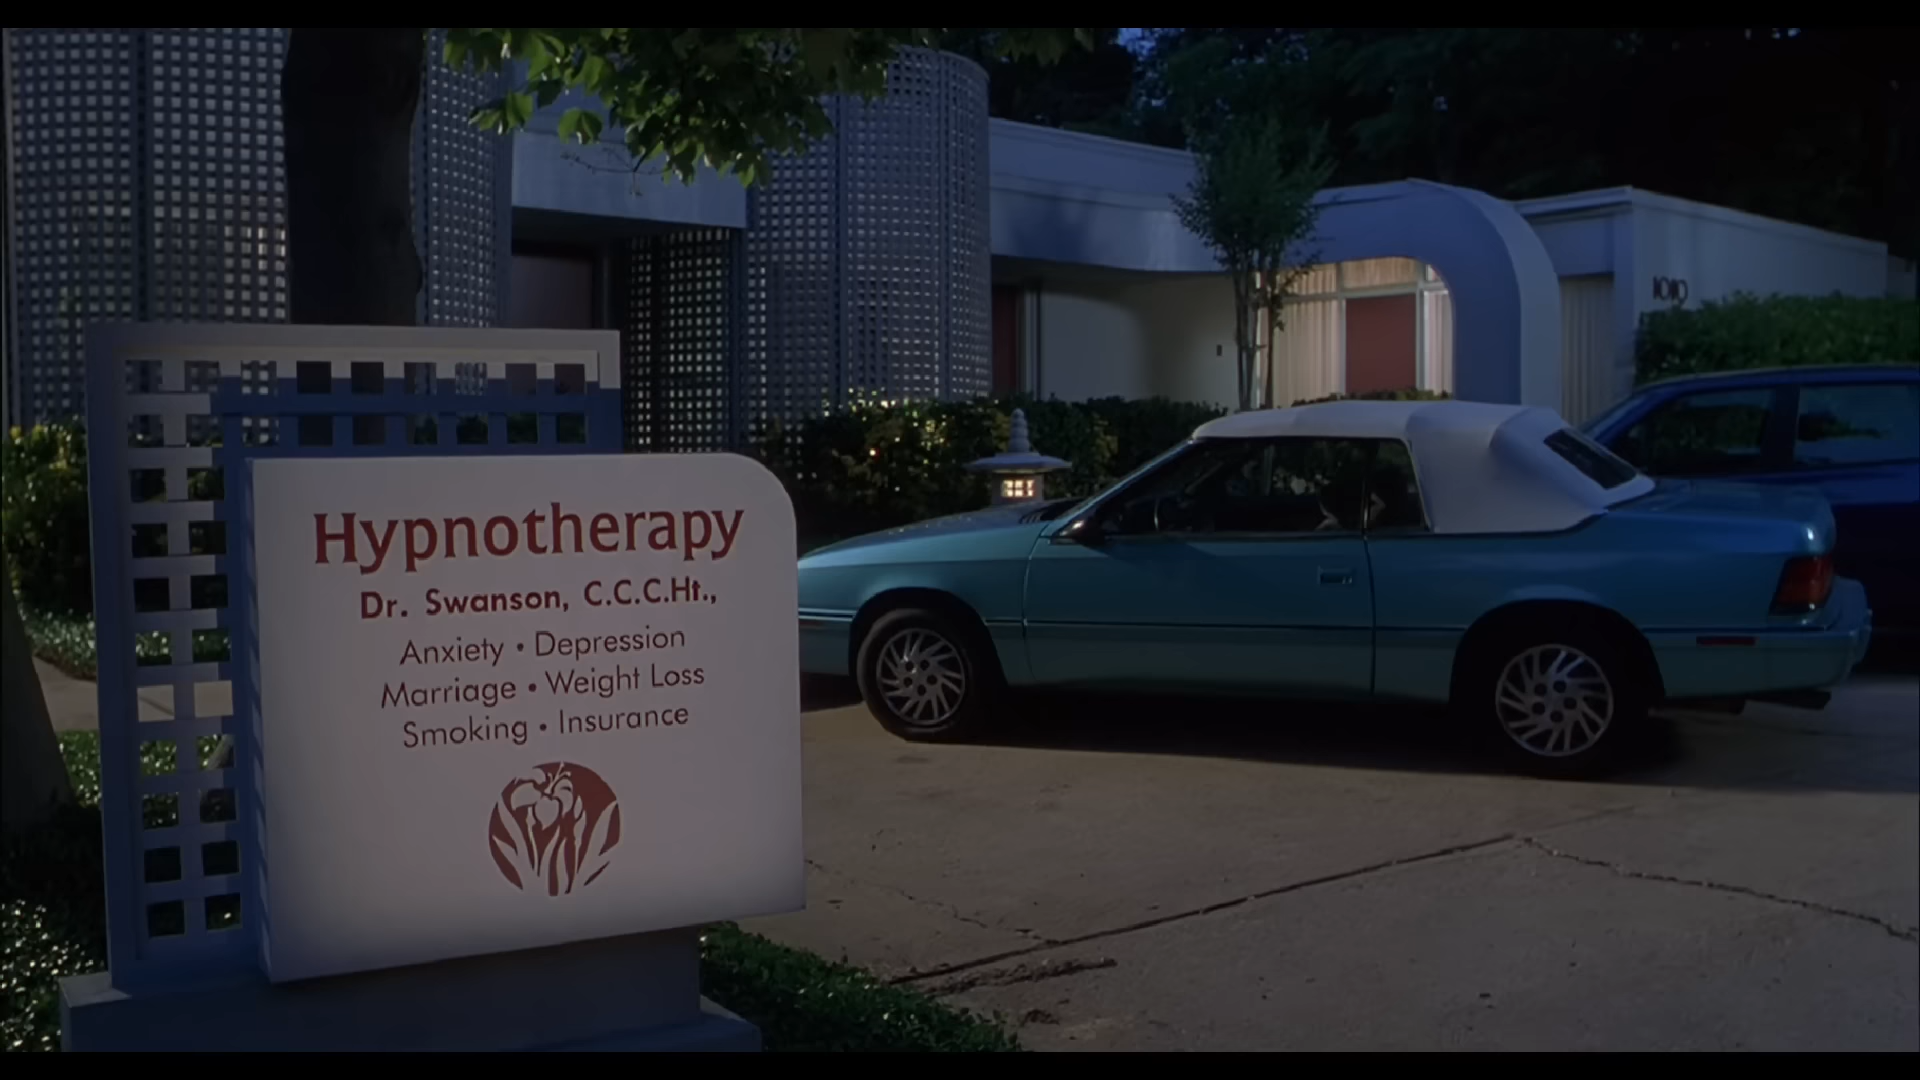 Hypnotherapy
Dr. Swanson, C.C.C.Ht.,
Anxiety • Depression
Marriage • Weight Loss
Smoking • Insurance